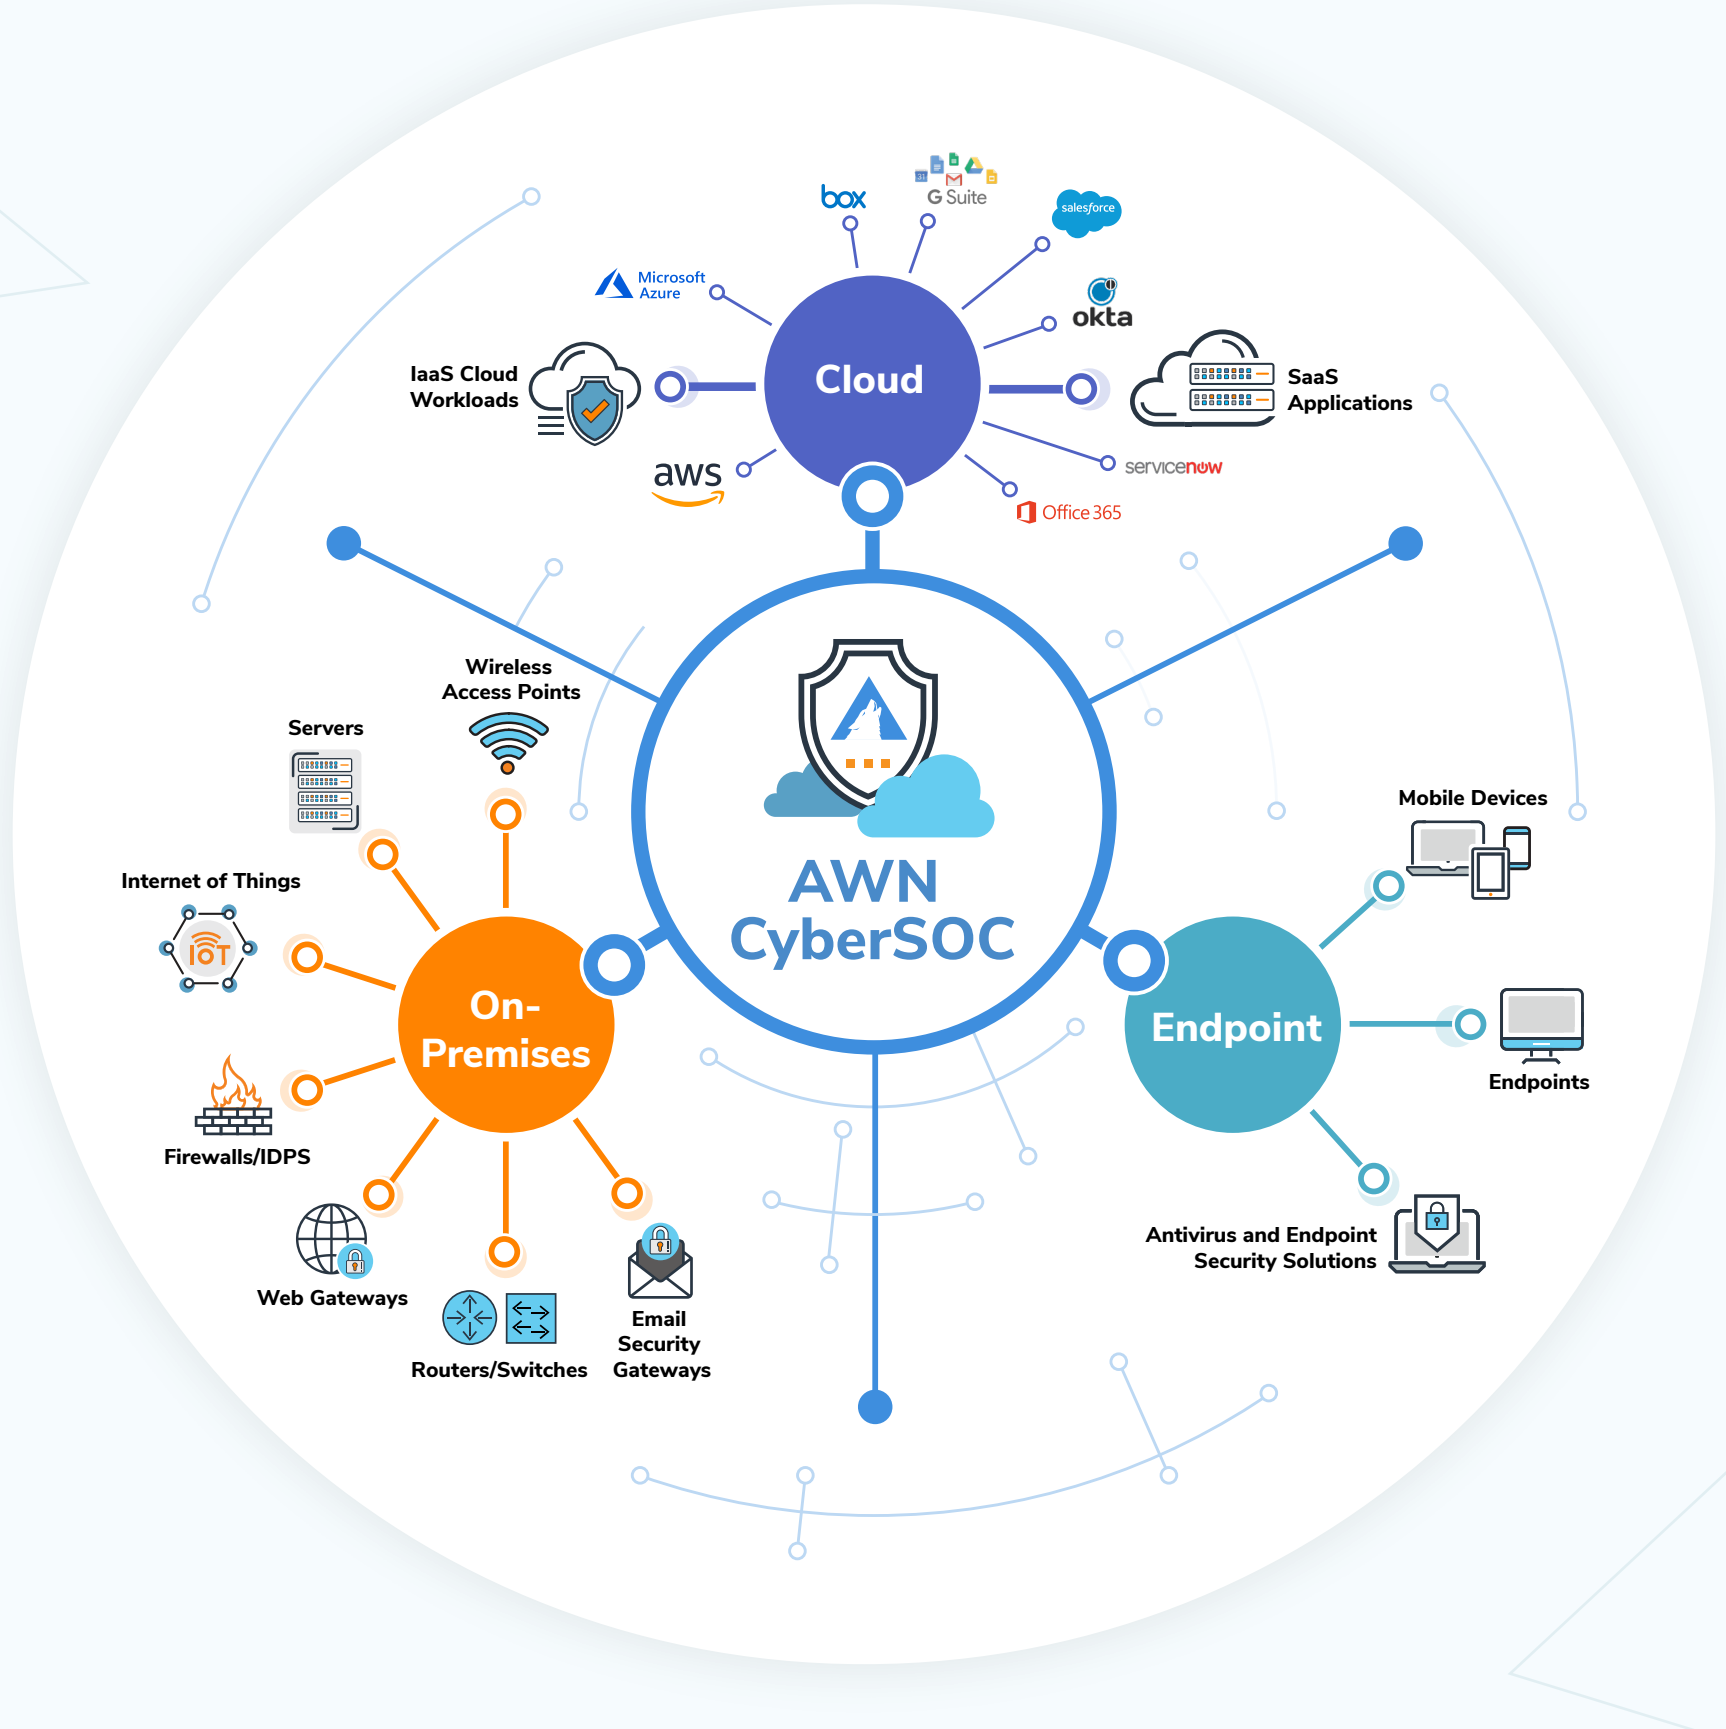 box
G Suite
31
salesforce
Microsoft
Azure
okta
IaaS Cloud
Workloads
Cloud
SaaS
Applications
aws
servicenow
Office 365
Wireless
Access Points
Servers
Internet of Things
IoT
AWN
CyberSOC
Mobile Devices
On-
Premises
Endpoint
Endpoints
Firewalls/IDPS
Web Gateways
Routers/Switches
Email
Security
Gateways
Antivirus and Endpoint
Security Solutions